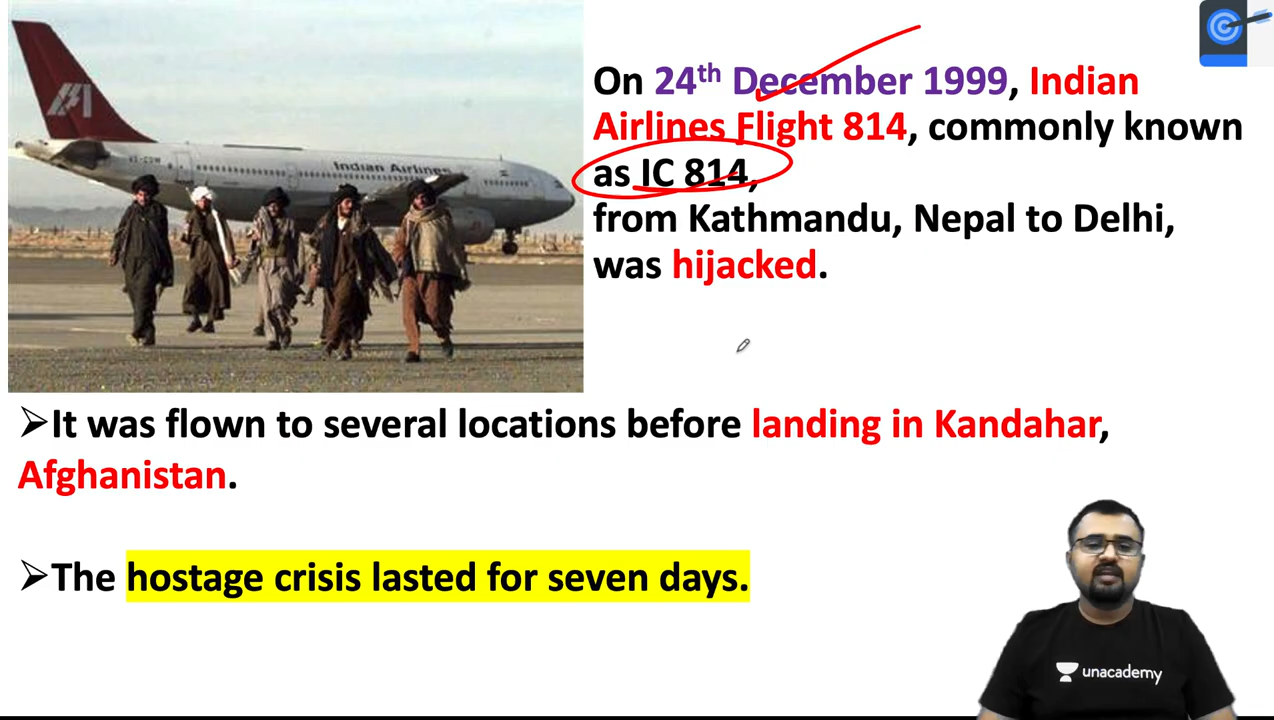 On 24th December 1999, Indian
Airlines Flight 814, commonly known
as IC 814,
from Kathmandu, Nepal to Delhi,
was hijacked.
Indian Airlines
➢It was flown to several locations before landing in Kandahar,
Afghanistan.
➢The hostage crisis lasted for seven days.
unacademy